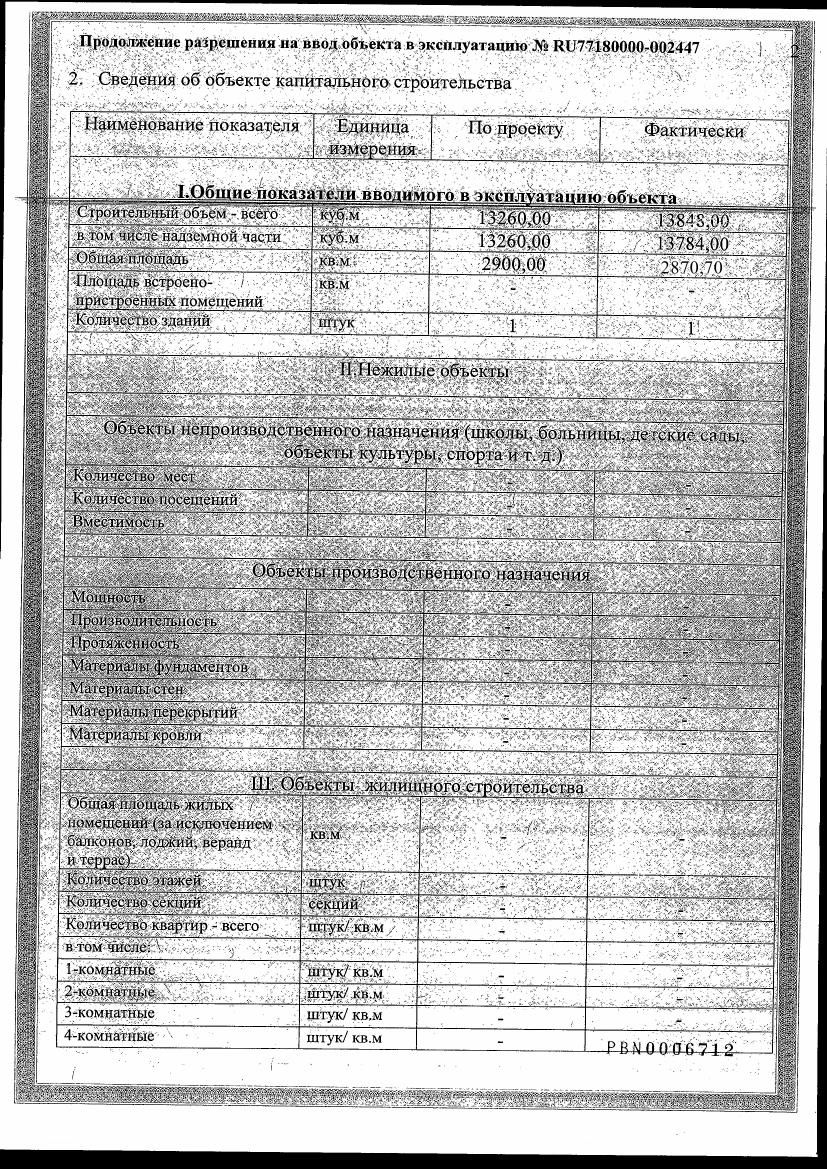 Продолжение разрешения на ввод объекта в эксплуатацию № RU77180000-002447
2
2. Сведения об объекте капитального строительства
Наименование показателя Единица измерения По проекту Фактически
I.Общие показатели вводимого в эксплуатацию объекта
Строительный объем - всего куб.м 13260,00 13848,00
в том числе надземной части куб.м 13260,00 13784,00
Общая площадь кв.м 2900,00 2870,70
Площадь встроено- кв.м - -
пристроенных помещений
Количество зданий штук 1 1
II.Нежилые объекты
Объекты непроизводственного назначения (школы, больницы, детские сады,
объекты культуры, спорта и т. д.)
Количество мест - -
Количество посещений - -
Вместимость - -
Объекты производственного назначения
Мощность - -
Производительность - -
Протяженность - -
Материалы фундаментов - -
Материалы стен - -
Материалы перекрытий - -
Материалы кровли - -
III. Объекты жилищного строительства
Общая площадь жилых
помещений (за исключением
балконов, лоджий, веранд кв.м - -
и террас)
Количество этажей штук - -
Количество секций секций - -
Количество квартир - всего штук/ кв.м - -
в том числе:
1-комнатные штук/ кв.м - -
2-комнатные штук/ кв.м - -
3-комнатные штук/ кв.м - -
4-комнатные штук/ кв.м -
PBN0006712